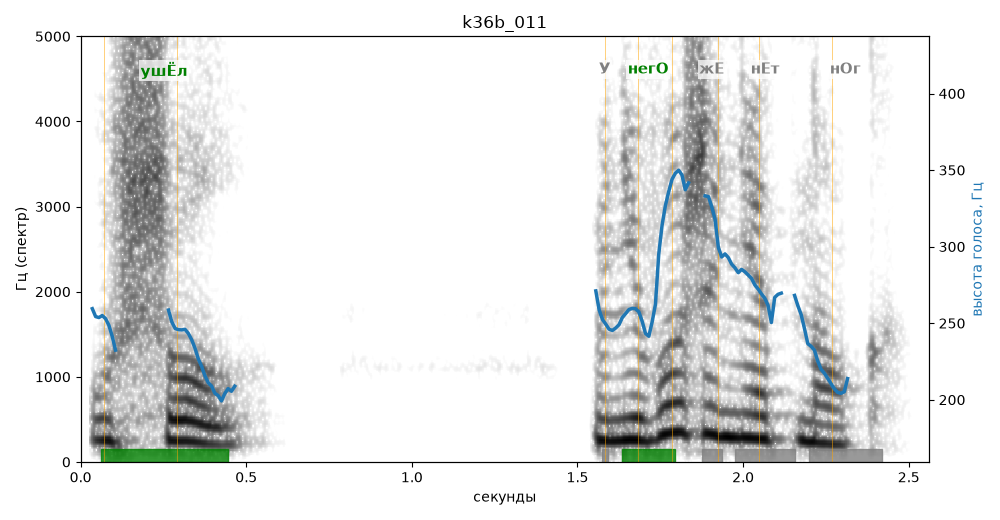 k36b_011
ушЁл У негО жЕ нЕт нОг
5000
4000
3000
2000
1000
0
400
350
300
250
200
Гц (спектр)
высота голоса, Гц
0.0 0.5 1.0 1.5 2.0 2.5
секунды